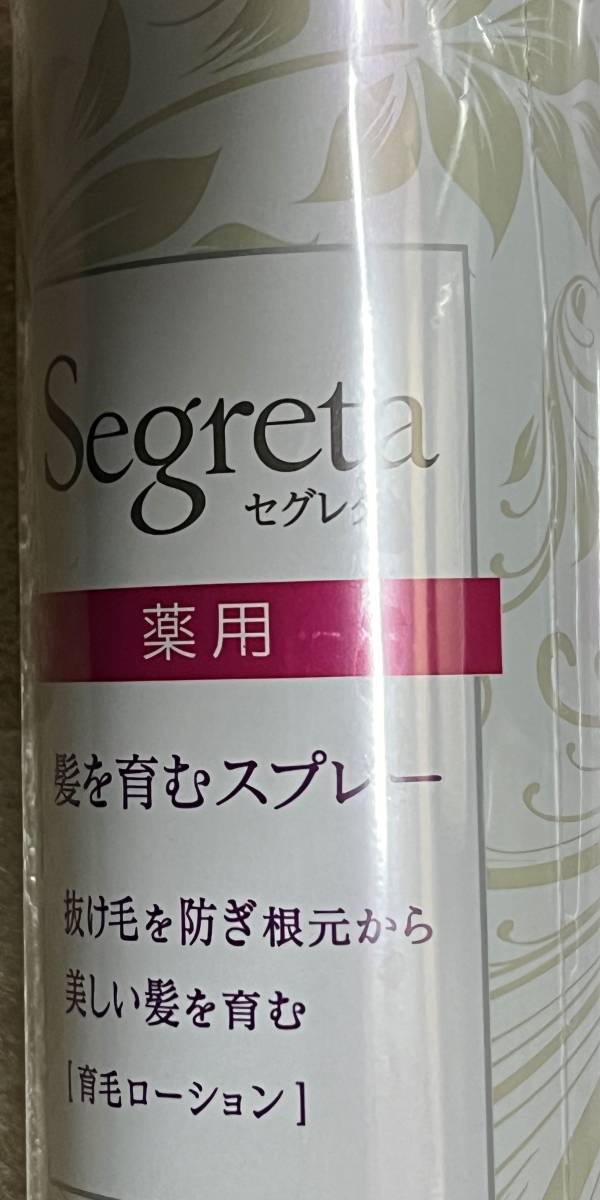 Segreta
セグレタ
薬用
髪を育むスプレー
抜け毛を防ぎ根元から
美しい髪を育む
[育毛ローション]